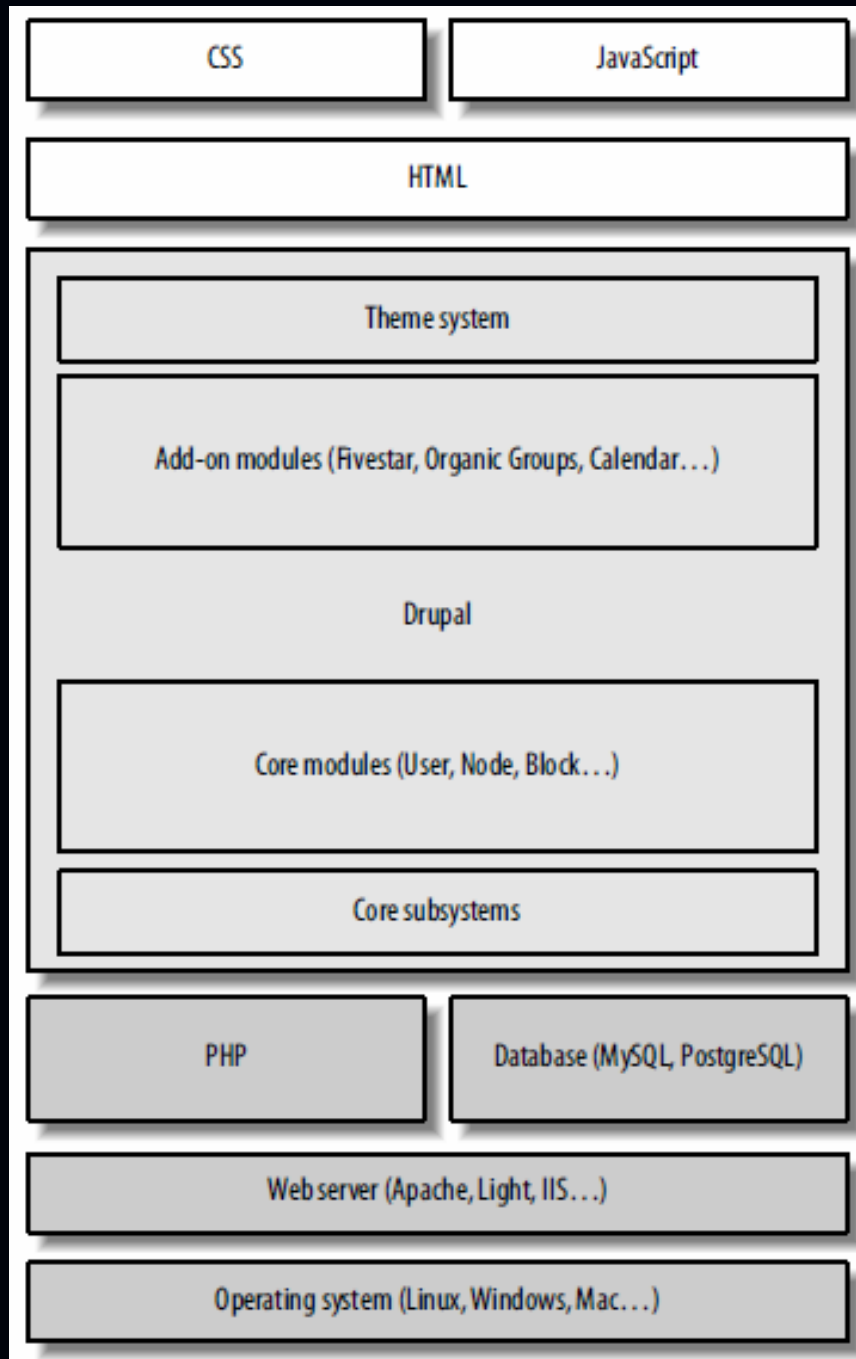 CSS
JavaScript
HTML
Theme system
Add-on modules (Fivestar, Organic Groups, Calendar...)
Drupal
Core modules (User, Node, Block...)
Core subsystems
PHP
Database (MySQL, PostgreSQL)
Web server (Apache, Light, IIS...)
Operating system (Linux, Windows, Mac...)